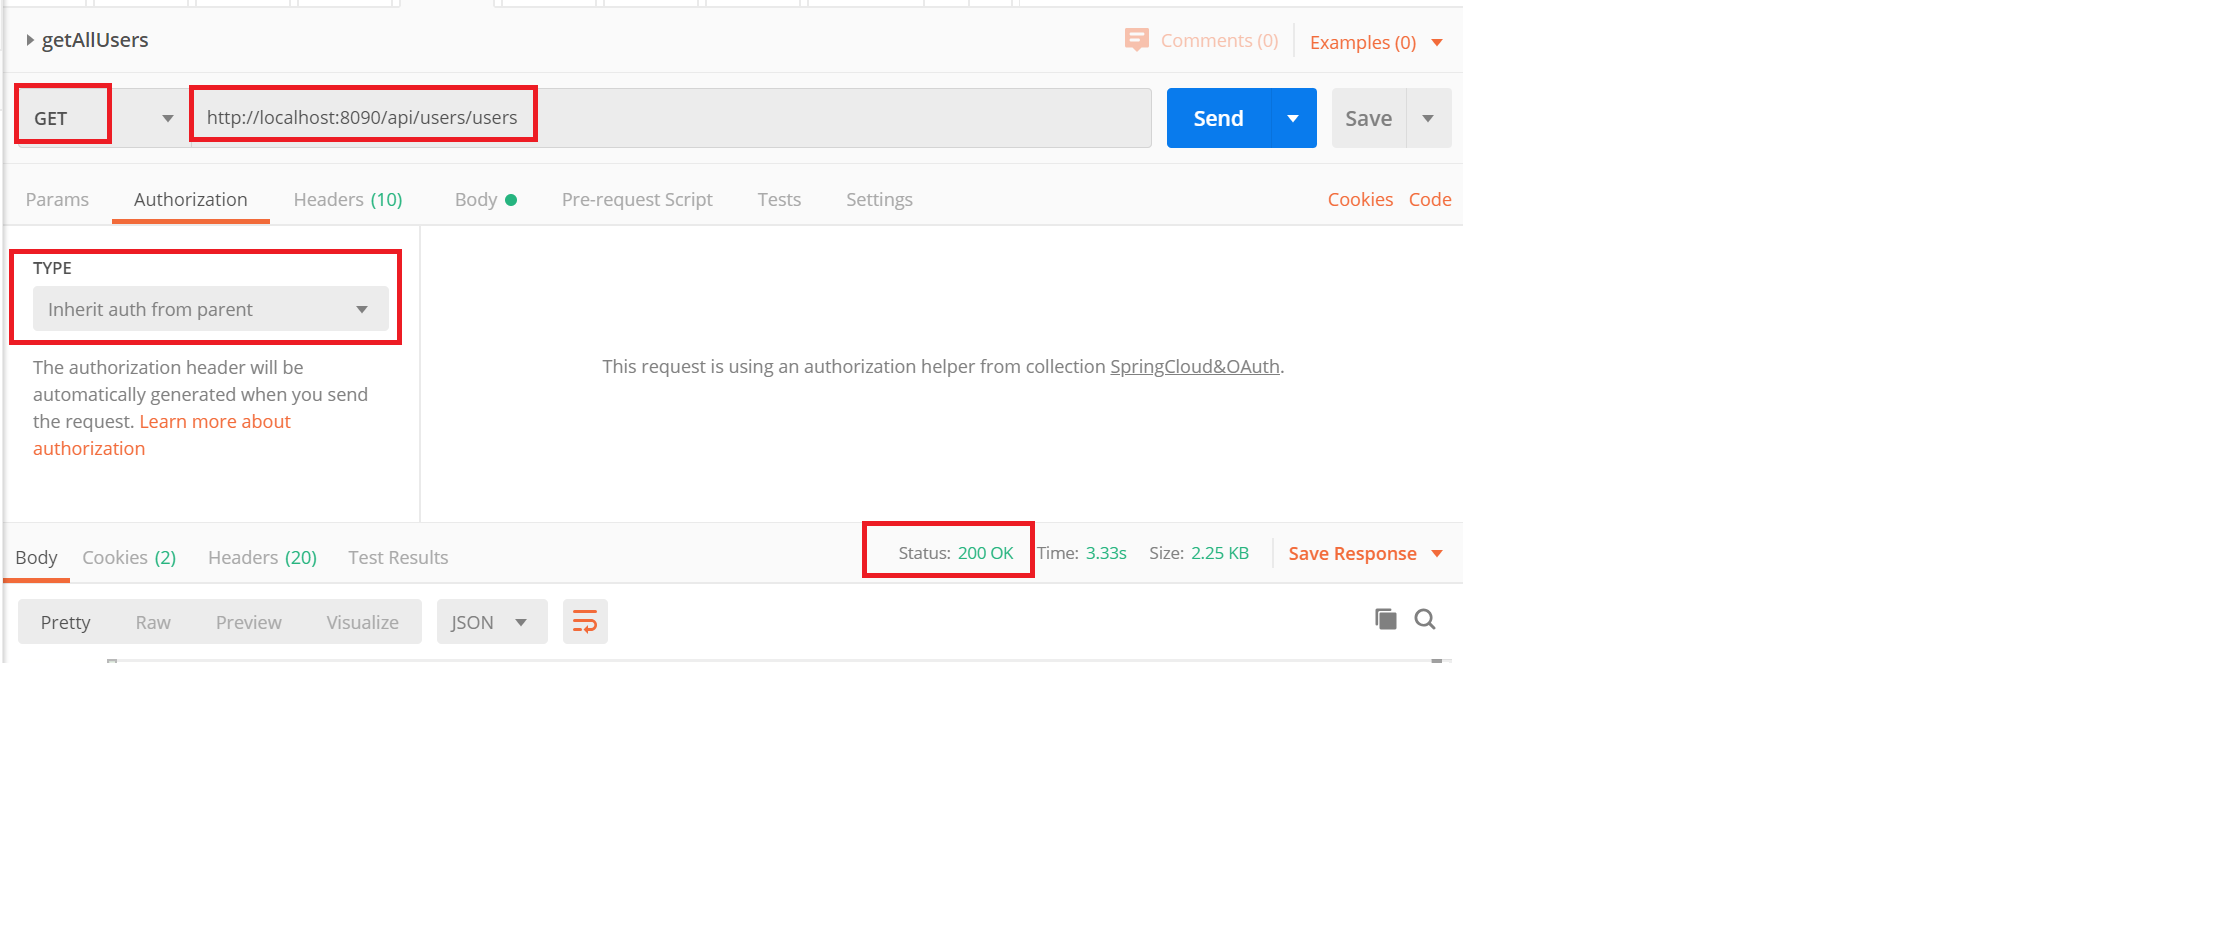 getAllUsers
Comments (0)
Examples (0)
GET
http://localhost:8090/api/users/users
Send
Save
Params
Authorization
Headers (10)
Body
Pre-request Script
Tests
Settings
Cookies
Code
TYPE
Inherit auth from parent
The authorization header will be
automatically generated when you send
the request. Learn more about
authorization
This request is using an authorization helper from collection SpringCloud&OAuth.
Body
Cookies (2)
Headers (20)
Test Results
Status: 200 OK
Time: 3.33s
Size: 2.25 KB
Save Response
Pretty
Raw
Preview
Visualize
JSON